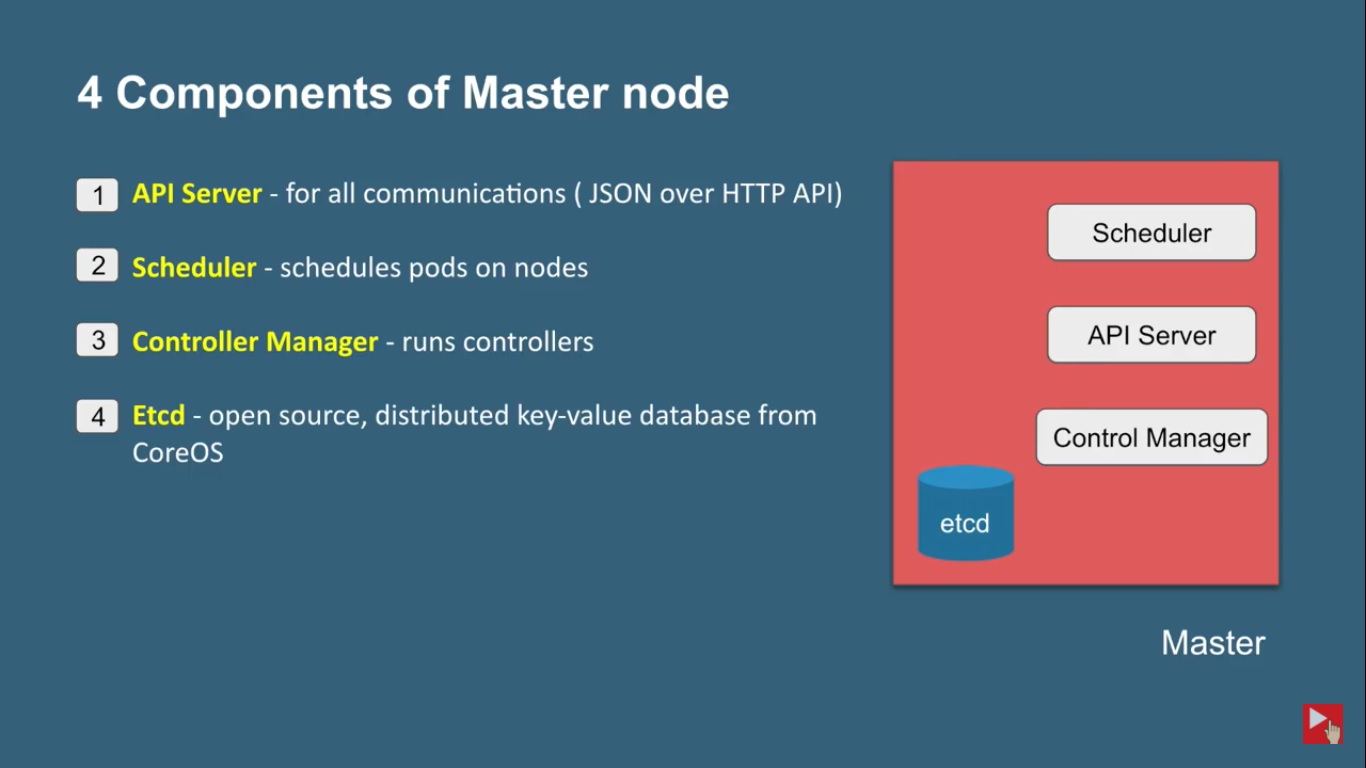 4 Components of Master node
1 API Server - for all communications ( JSON over HTTP API)
2 Scheduler - schedules pods on nodes
3 Controller Manager - runs controllers
4 Etcd - open source, distributed key-value database from
CoreOS
Scheduler
API Server
Control Manager
etcd
Master